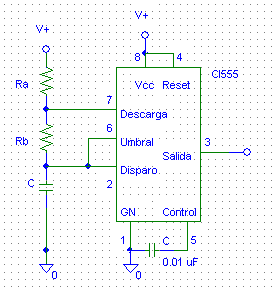 V+
V+
8
4
CI555
Ra
Vcc Reset
7
Descarga
6
Rb
Umbral
3
Salida
Disparo
C
2
GN Control
1
C
5
0.01 uF
0
0